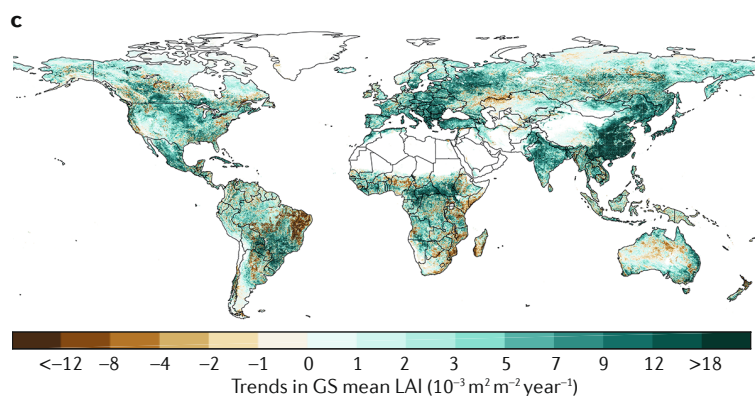 c
<−12 −8 −4 −2 −1 0 1 2 3 5 7 9 12 >18
Trends in GS mean LAI (10⁻³ m² m⁻² year⁻¹)